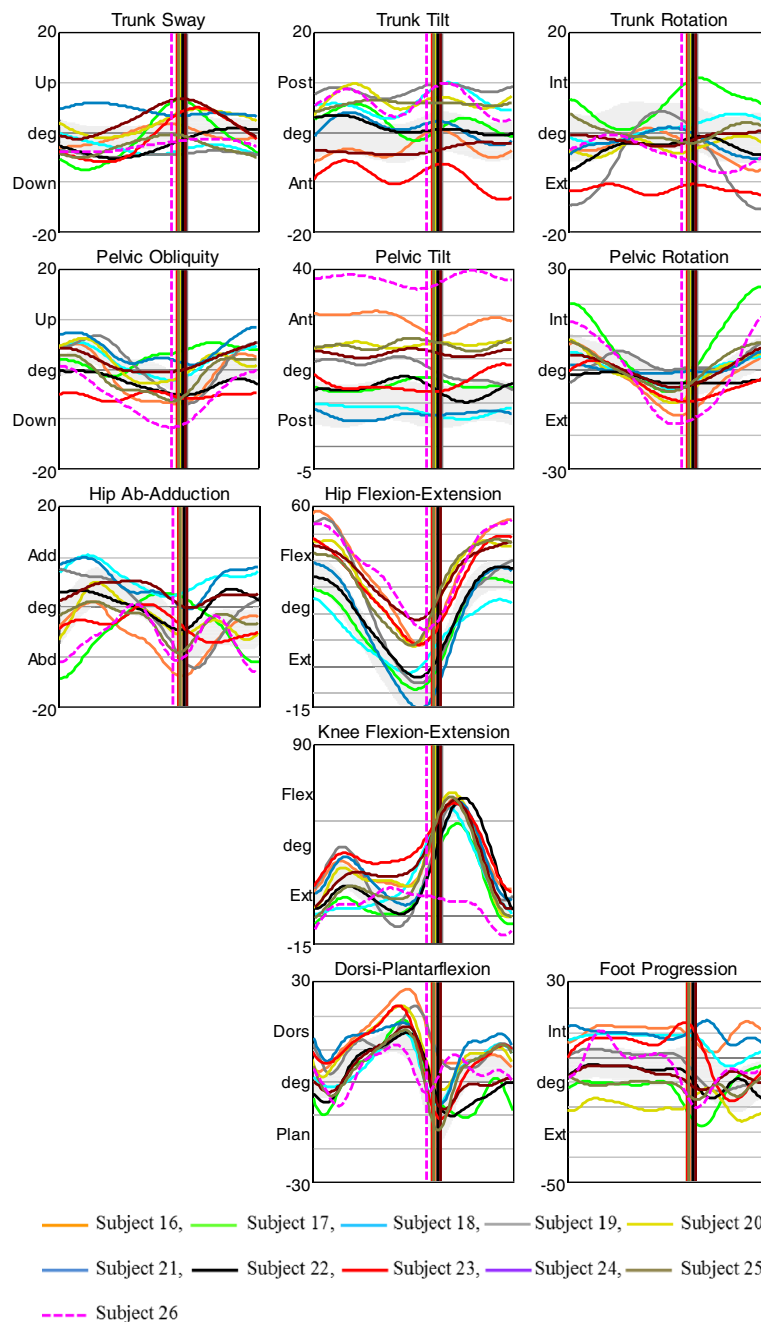 Trunk Sway
20
Up
deg
Down
-20
Trunk Tilt
20
Post
deg
Ant
-20
Trunk Rotation
20
Int
deg
Ext
-20
Pelvic Obliquity
20
Up
deg
Down
-20
Pelvic Tilt
40
Ant
deg
Post
-5
Pelvic Rotation
30
Int
deg
Ext
-30
Hip Ab-Adduction
20
Add
deg
Abd
-20
Hip Flexion-Extension
60
Flex
deg
Ext
-15
Knee Flexion-Extension
90
Flex
deg
Ext
-15
Dorsi-Plantarflexion
30
Dors
deg
Plan
-30
Foot Progression
30
Int
deg
Ext
-50
Subject 16, Subject 17, Subject 18, Subject 19, Subject 20
Subject 21, Subject 22, Subject 23, Subject 24, Subject 25
Subject 26